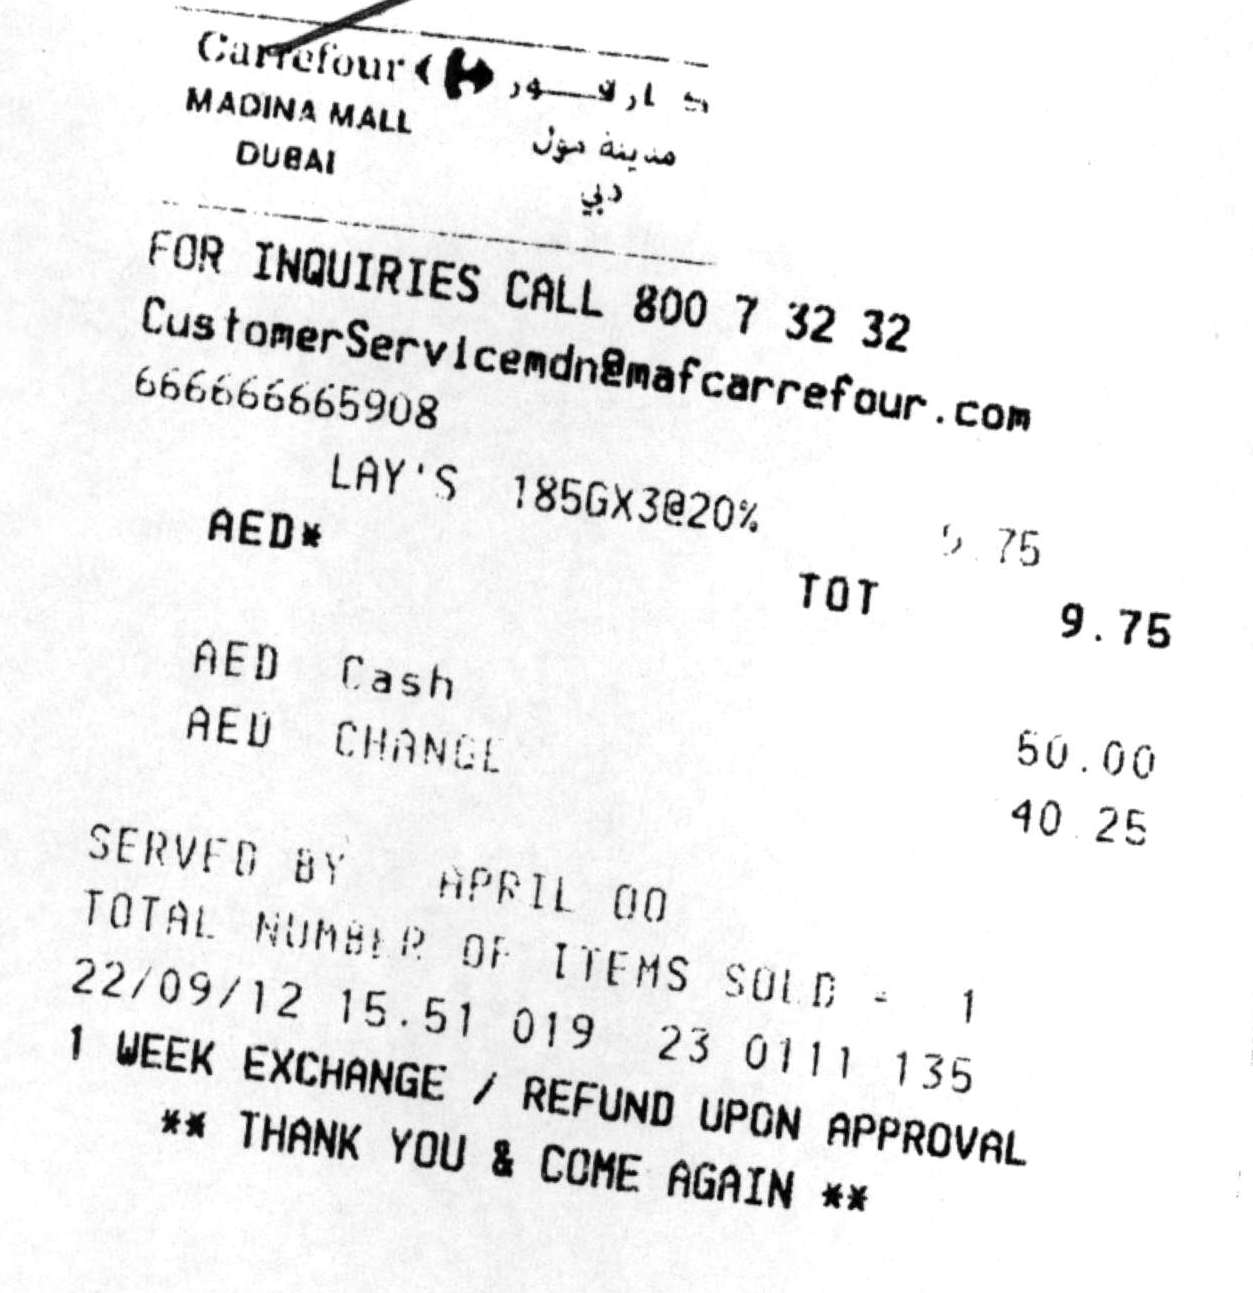 Carrefour كارفور
MADINA MALL مدينة مول
DUBAI دبي
FOR INQUIRIES CALL 800 7 32 32
CustomerServicemdn@mafcarrefour.com
666666665908
LAY'S 185GX3@20% 9.75
AED* TOT 9.75
AED Cash 50.00
AED CHANGE 40.25
SERVED BY APRIL 00
TOTAL NUMBER OF ITEMS SOLD - 1
22/09/12 15.51 019 23 0111 135
1 WEEK EXCHANGE / REFUND UPON APPROVAL
** THANK YOU & COME AGAIN **